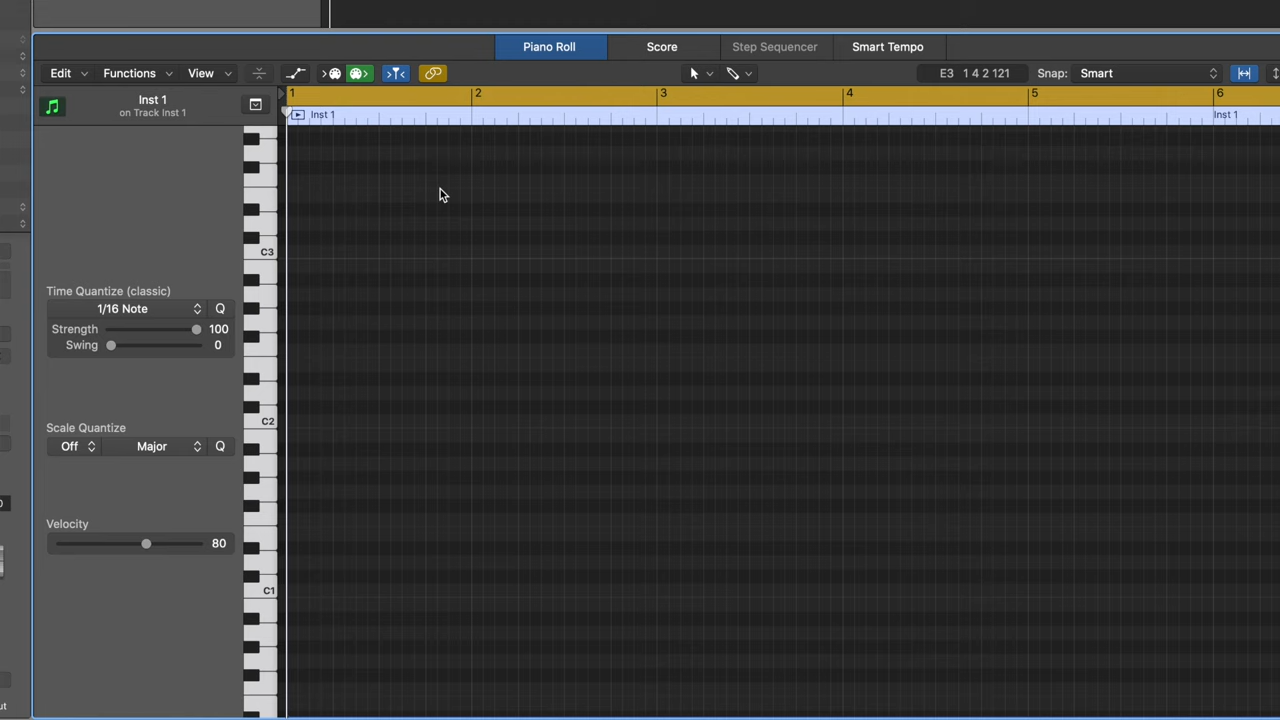 Piano Roll Score Step Sequencer Smart Tempo
Edit Functions View E3 1 4 2 121 Snap: Smart
Inst 1
on Track Inst 1
1 2 3 4 5 6
Inst 1 Inst 1
C3
Time Quantize (classic)
1/16 Note Q
Strength 100
Swing 0
C2
Scale Quantize
Off Major Q
Velocity
80
C1